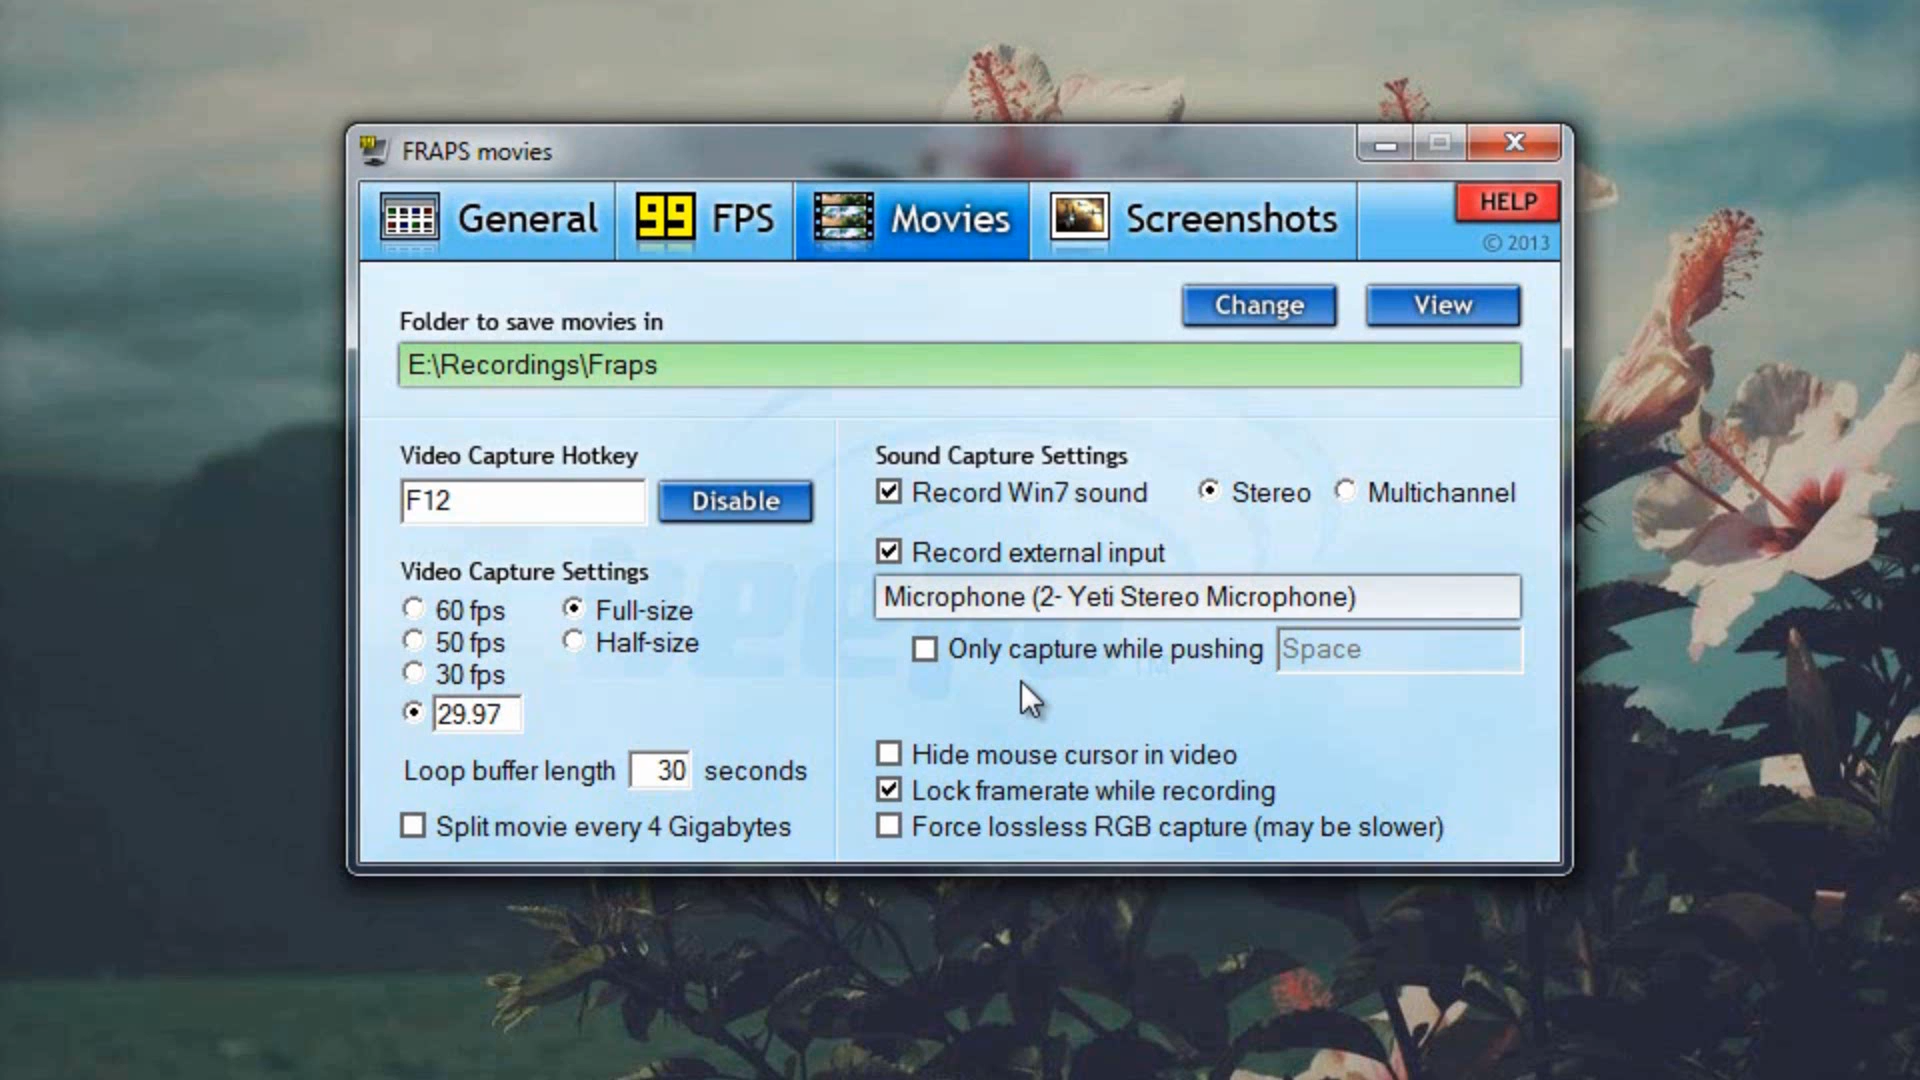 FRAPS movies
General
99 FPS
Movies
Screenshots
HELP
© 2013
Change
View
Folder to save movies in
E:\Recordings\Fraps
Video Capture Hotkey
F12
Disable
Video Capture Settings
60 fps
Full-size
50 fps
Half-size
30 fps
29.97
Loop buffer length 30 seconds
Split movie every 4 Gigabytes
Sound Capture Settings
Record Win7 sound
Stereo
Multichannel
Record external input
Microphone (2- Yeti Stereo Microphone)
Only capture while pushing Space
Hide mouse cursor in video
Lock framerate while recording
Force lossless RGB capture (may be slower)